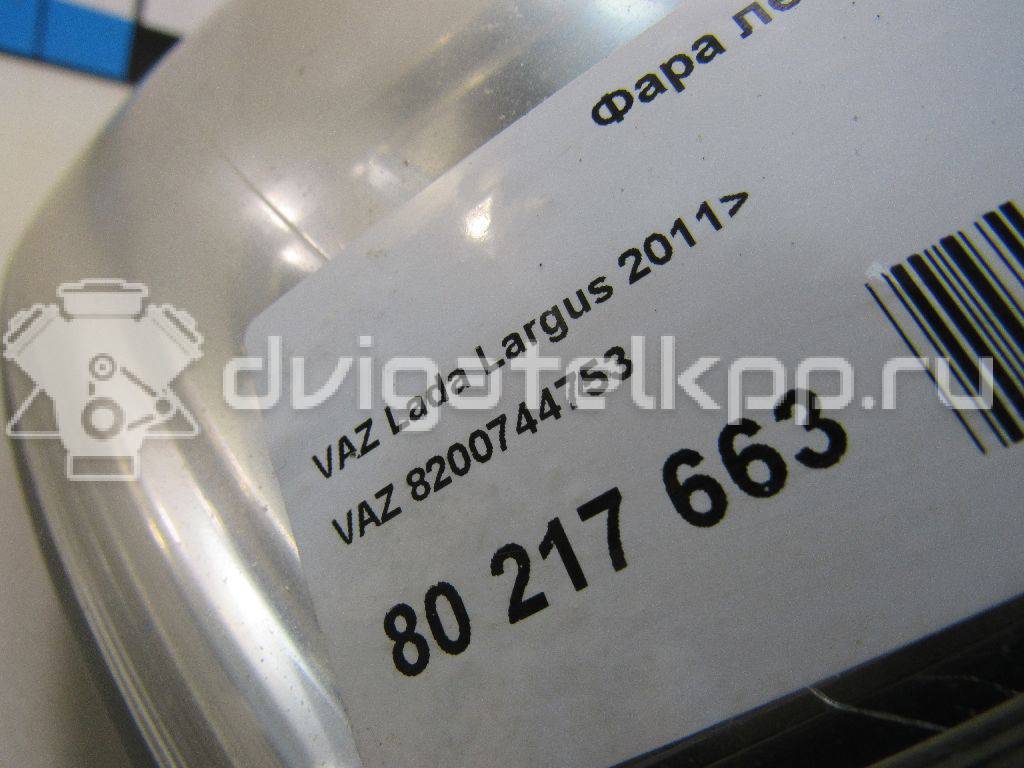 Фара
VAZ Lada Largus 2011>
VAZ 8200744753
80 217 663
dvigatelkpo.ru